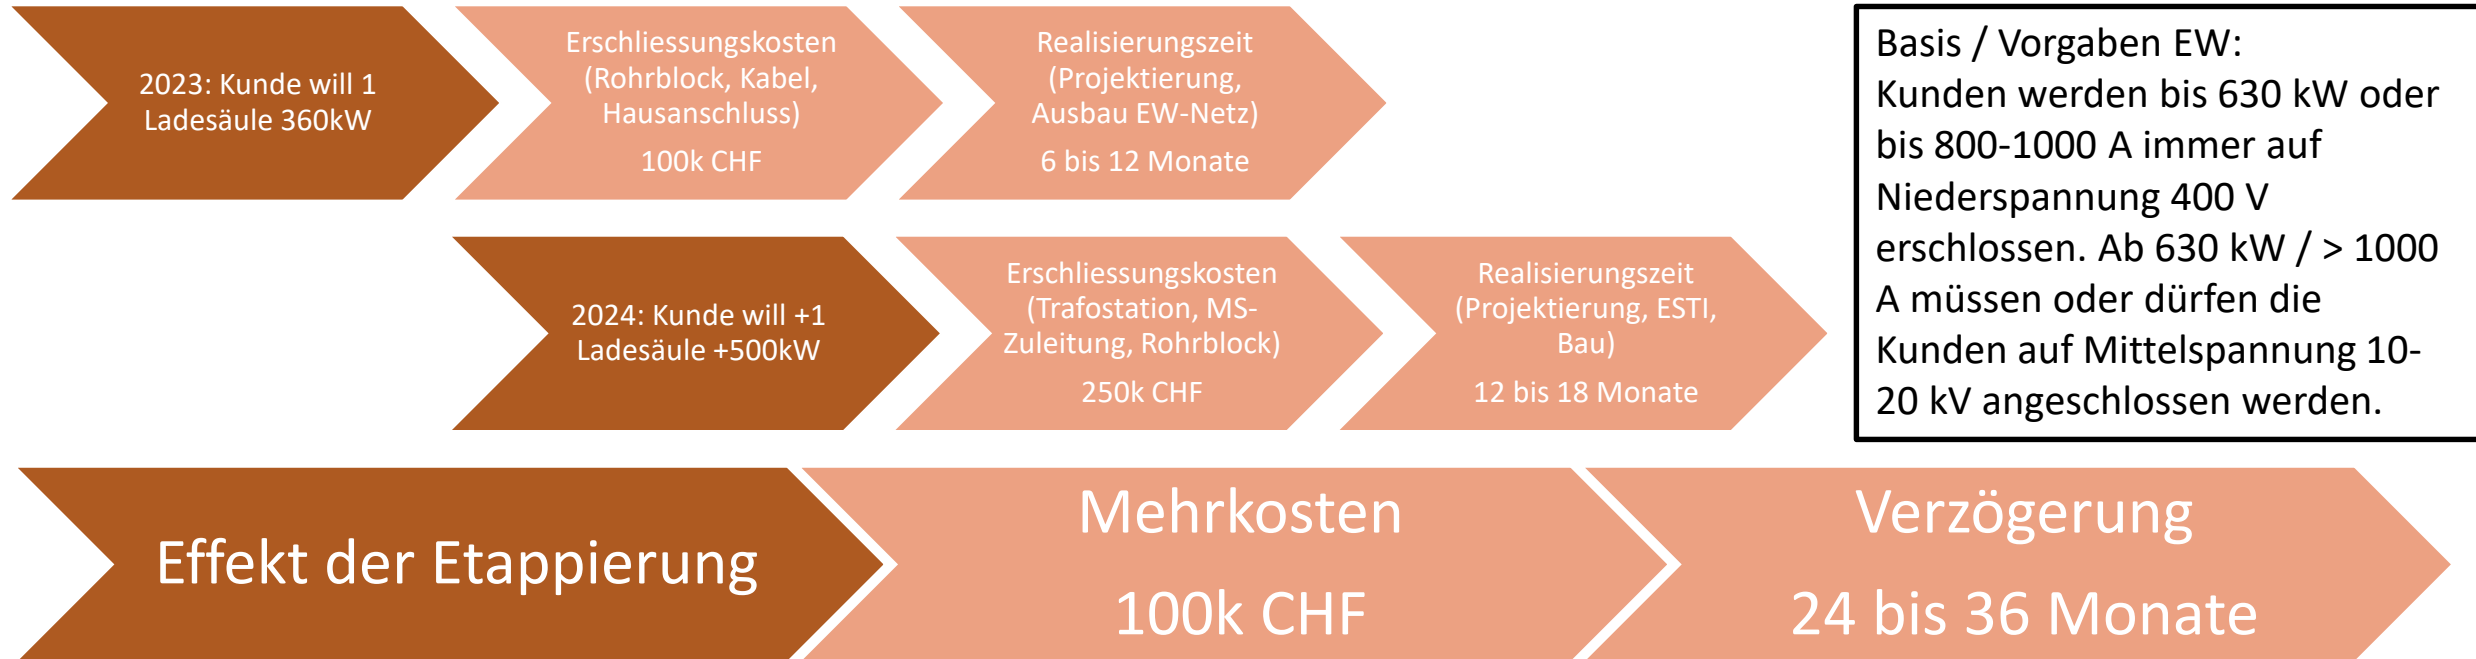 2023: Kunde will 1
Ladesäule 360kW
Erschliessungskosten
(Rohrblock, Kabel,
Hausanschluss)
100k CHF
Realisierungszeit
(Projektierung,
Ausbau EW-Netz)
6 bis 12 Monate
Basis / Vorgaben EW:
Kunden werden bis 630 kW oder
bis 800-1000 A immer auf
Niederspannung 400 V
erschlossen. Ab 630 kW / > 1000
A müssen oder dürfen die
Kunden auf Mittelspannung 10-
20 kV angeschlossen werden.
2024: Kunde will +1
Ladesäule +500kW
Erschliessungskosten
(Trafostation, MS-
Zuleitung, Rohrblock)
250k CHF
Realisierungszeit
(Projektierung, ESTI,
Bau)
12 bis 18 Monate
Effekt der Etappierung
Mehrkosten
100k CHF
Verzögerung
24 bis 36 Monate